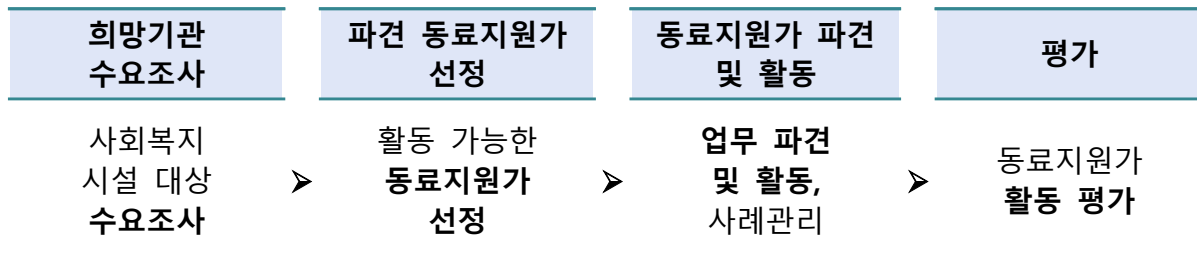 희망기관
수요조사
파견 동료지원가
선정
동료지원가 파견
및 활동
평가
사회복지
시설 대상
수요조사
➢
활동 가능한
동료지원가
선정
➢
업무 파견
및 활동,
사례관리
➢
동료지원가
활동 평가